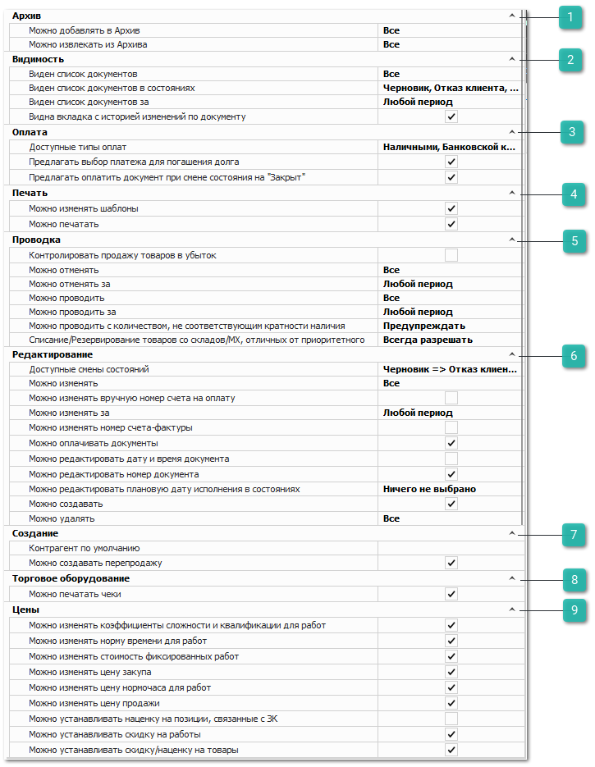 Архив 1
Можно добавлять в Архив Все
Можно извлекать из Архива Все
Видимость 2
Виден список документов Все
Виден список документов в состояниях Черновик, Отказ клиента, ...
Виден список документов за Любой период
Видна вкладка с историей изменений по документу
Оплата 3
Доступные типы оплат Наличными, Банковской к...
Предлагать выбор платежа для погашения долга
Предлагать оплатить документ при смене состояния на "Закрыт"
Печать 4
Можно изменять шаблоны
Можно печатать
Проводка 5
Контролировать продажу товаров в убыток
Можно отменять Все
Можно отменять за Любой период
Можно проводить Все
Можно проводить за Любой период
Можно проводить с количеством, не соответствующим кратности наличия Предупреждать
Списание/Резервирование товаров со складов/МХ, отличных от приоритетного Всегда разрешать
Редактирование 6
Доступные смены состояний Черновик => Отказ клиен...
Можно изменять Все
Можно изменять вручную номер счета на оплату
Можно изменять за Любой период
Можно изменять номер счета-фактуры
Можно оплачивать документы
Можно редактировать дату и время документа
Можно редактировать номер документа
Можно редактировать плановую дату исполнения в состояниях Ничего не выбрано
Можно создавать
Можно удалять Все
Создание 7
Контрагент по умолчанию
Можно создавать перепродажу
Торговое оборудование 8
Можно печатать чеки
Цены 9
Можно изменять коэффициенты сложности и квалификации для работ
Можно изменять норму времени для работ
Можно изменять стоимость фиксированных работ
Можно изменять цену закупа
Можно изменять цену нормочаса для работ
Можно изменять цену продажи
Можно устанавливать наценку на позиции, связанные с ЗК
Можно устанавливать скидку на работы
Можно устанавливать скидку/наценку на товары